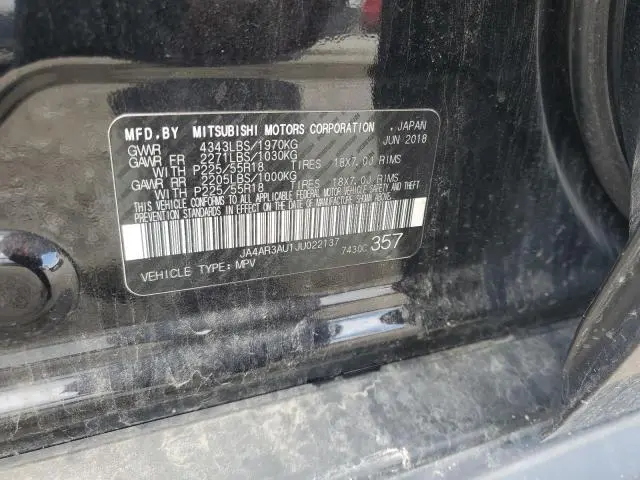 MFD.BY MITSUBISHI MOTORS CORPORATION , JAPAN
GVWR 4343LBS/1970KG JUN 2018
GAWR FR 2271LBS/1030KG
WITH P225/55R18 TIRES 18X7.0J RIMS
GAWR RR 2205LBS/1000KG
WITH P225/55R18 TIRES 18X7.0J RIMS
THIS VEHICLE CONFORMS TO ALL APPLICABLE FEDERAL MOTOR VEHICLE SAFETY AND THEFT
PREVENTION STANDARDS IN EFFECT ON THE DATE OF MANUFACTURE SHOWN ABOVE.
JA4AR3AU1JU022137 7430C 357
VEHICLE TYPE: MPV